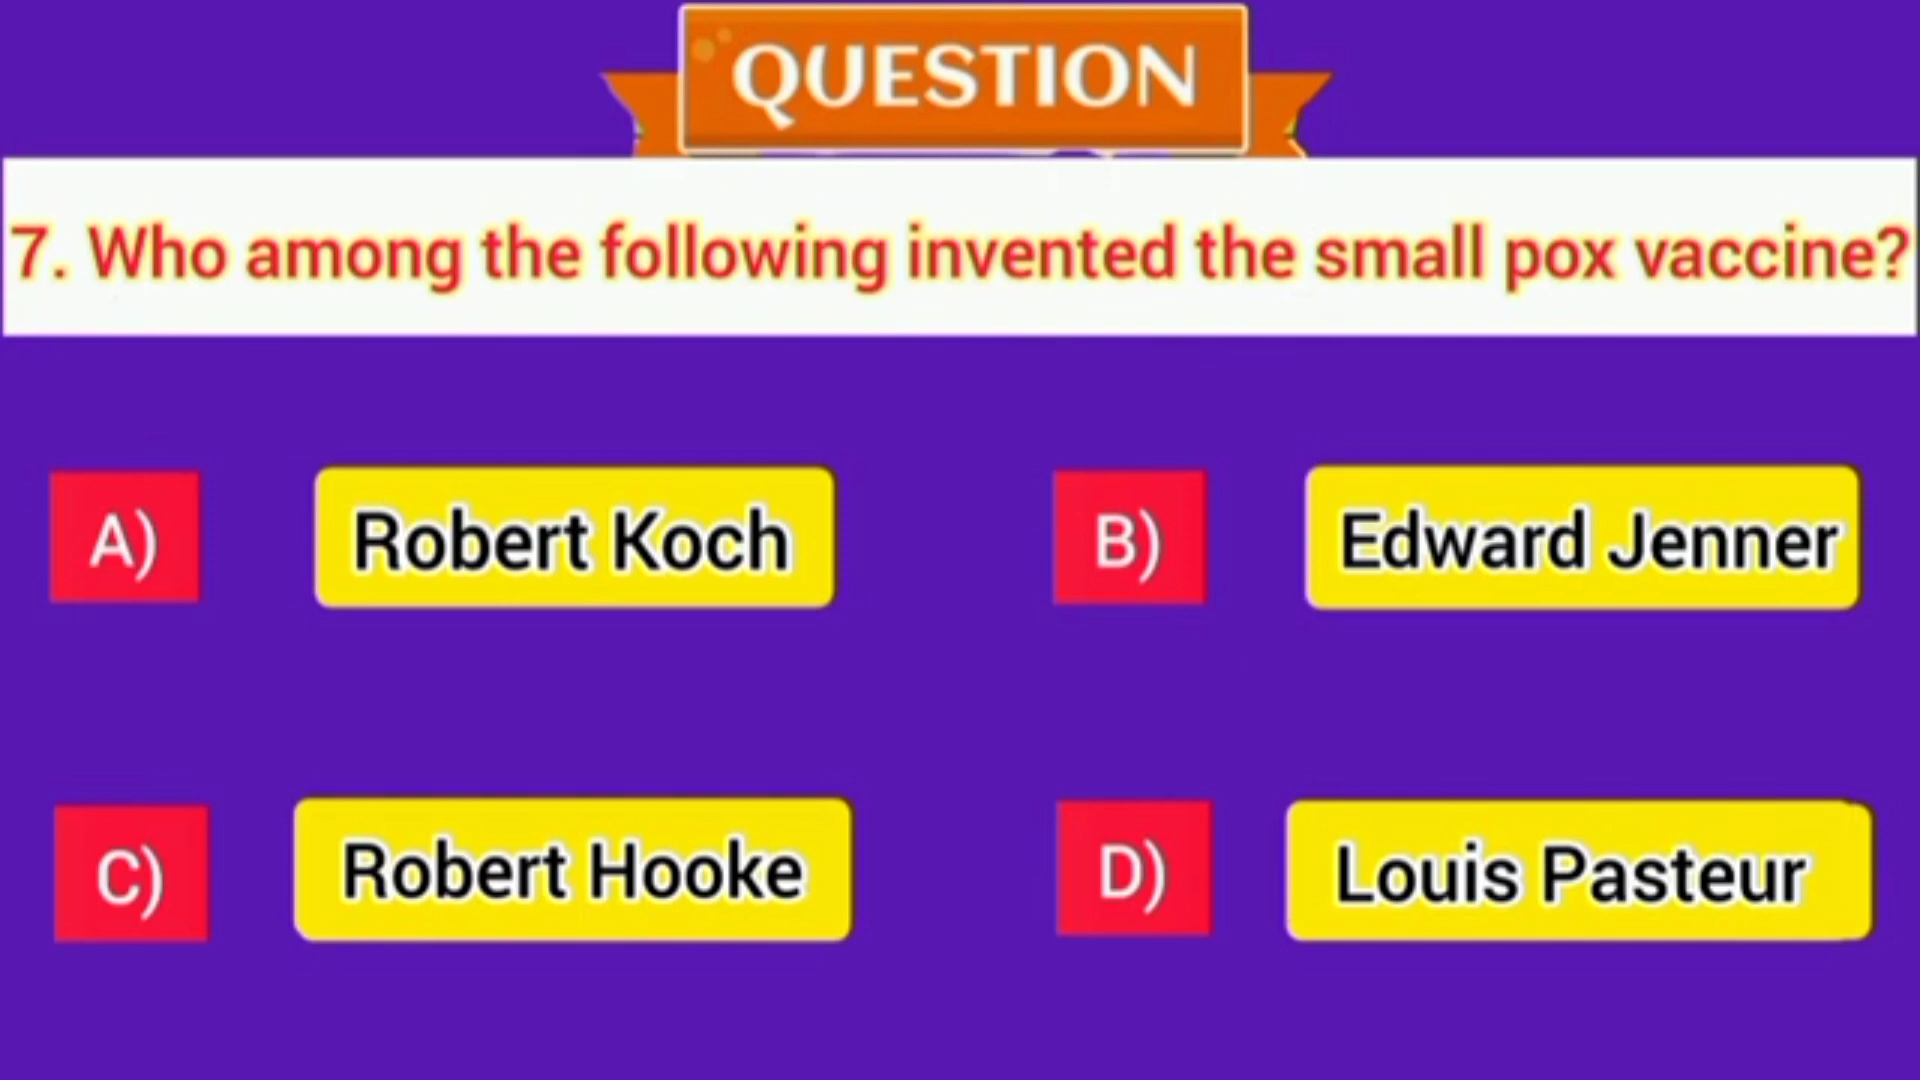 QUESTION
7. Who among the following invented the small pox vaccine?
A) Robert Koch
B) Edward Jenner
C) Robert Hooke
D) Louis Pasteur